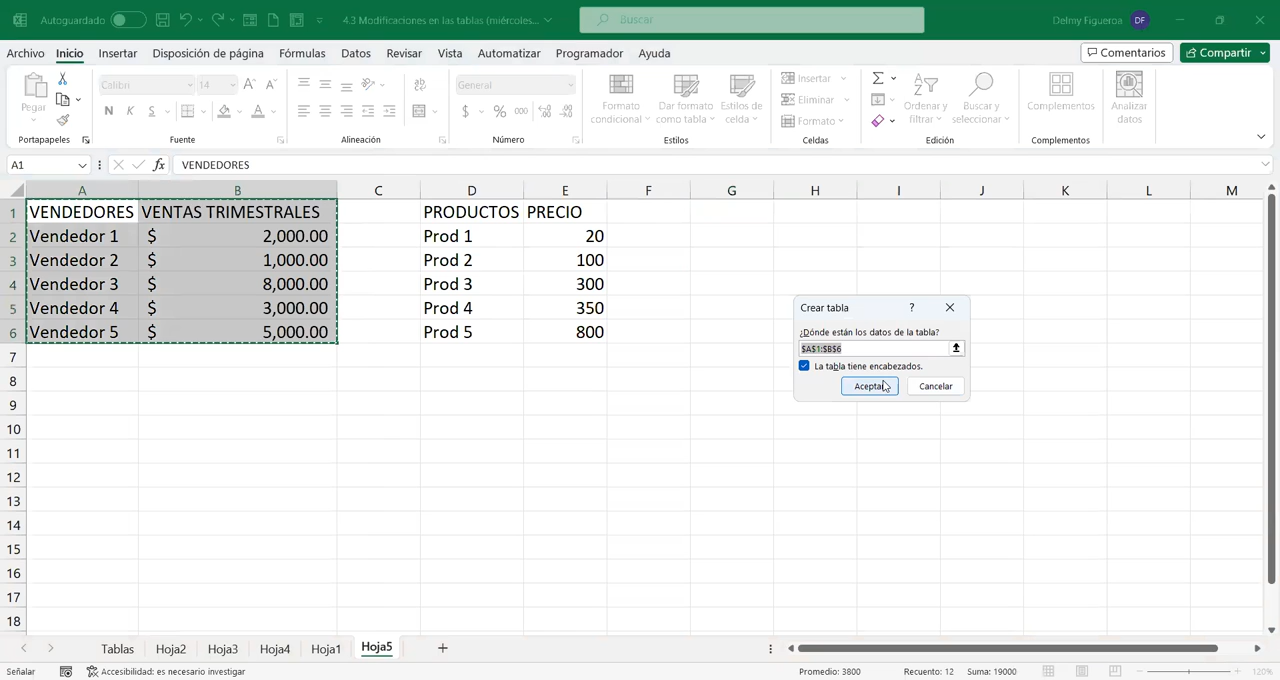 Autoguardado
4.3 Modificaciones en las tablas (miércoles...
Buscar
Delmy Figueroa
DF
Archivo Inicio Insertar Disposición de página Fórmulas Datos Revisar Vista Automatizar Programador Ayuda
Comentarios
Compartir
Pegar
Portapapeles
Calibri 14
N K S
Fuente
Alineación
General
$ % 000
Número
Formato condicional
Dar formato como tabla
Estilos de celda
Estilos
Insertar
Eliminar
Formato
Celdas
Ordenar y filtrar
Buscar y seleccionar
Edición
Complementos
Complementos
Analizar datos
A1
fx
VENDEDORES
A B C D E F G H I J K L M
1 VENDEDORES VENTAS TRIMESTRALES PRODUCTOS PRECIO
2 Vendedor 1 $ 2,000.00 Prod 1 20
3 Vendedor 2 $ 1,000.00 Prod 2 100
4 Vendedor 3 $ 8,000.00 Prod 3 300
5 Vendedor 4 $ 3,000.00 Prod 4 350
6 Vendedor 5 $ 5,000.00 Prod 5 800
7
8
9
10
11
12
13
14
15
16
17
18
Crear tabla ?
¿Dónde están los datos de la tabla?
$A$1:$B$6
La tabla tiene encabezados.
Aceptar Cancelar
Tablas Hoja2 Hoja3 Hoja4 Hoja1 Hoja5
Señalar
Accesibilidad: es necesario investigar
Promedio: 3800 Recuento: 12 Suma: 19000
120%